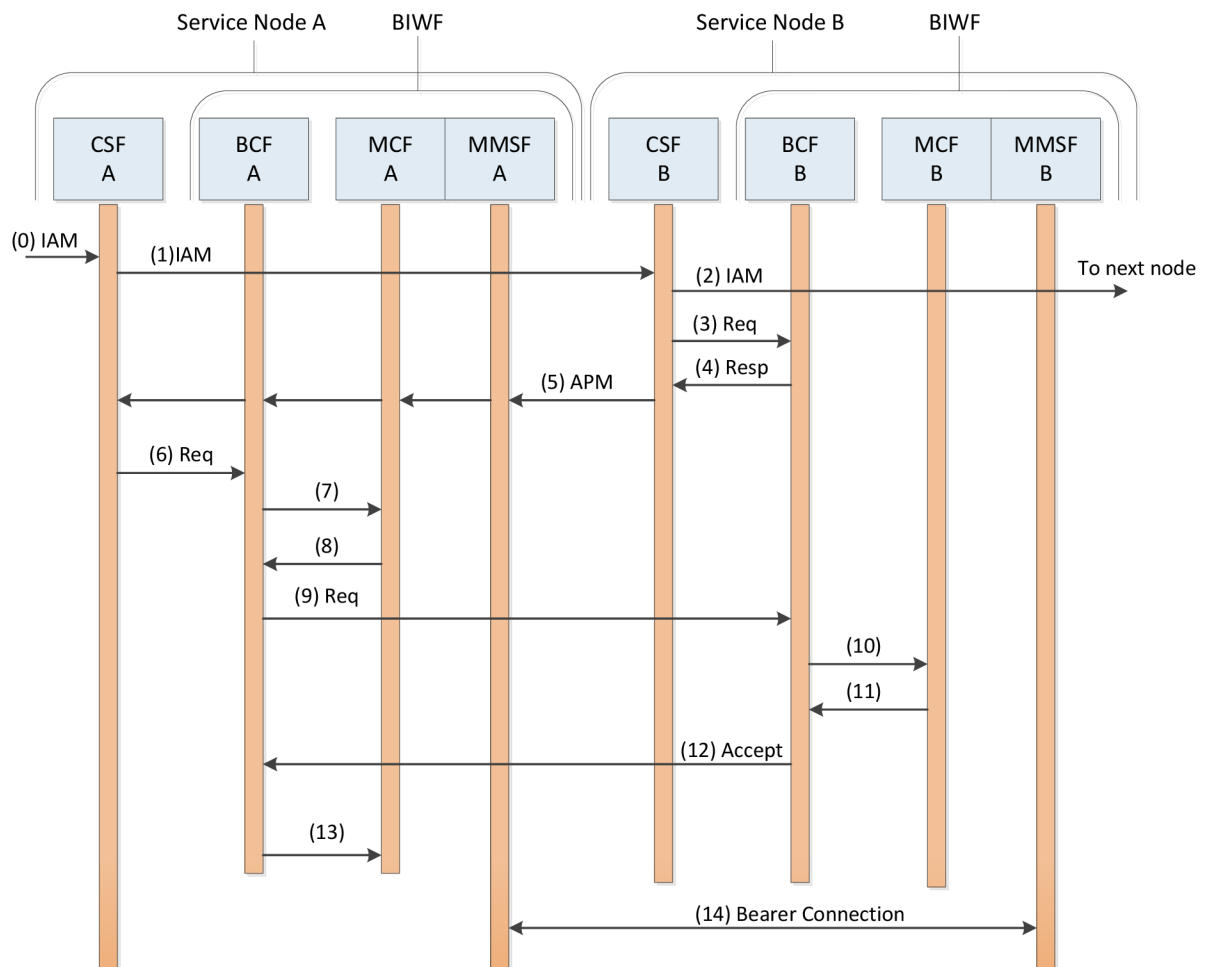 Service Node A
BIWF
Service Node B
BIWF
CSF
A
BCF
A
MCF
A
MMSF
A
CSF
B
BCF
B
MCF
B
MMSF
B
(0) IAM
(1)IAM
(2) IAM
To next node
(3) Req
(4) Resp
(5) APM
(6) Req
(7)
(8)
(9) Req
(10)
(11)
(12) Accept
(13)
(14) Bearer Connection